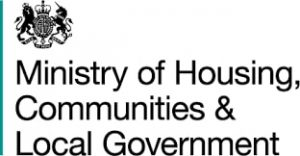 Ministry of Housing,
Communities &
Local Government